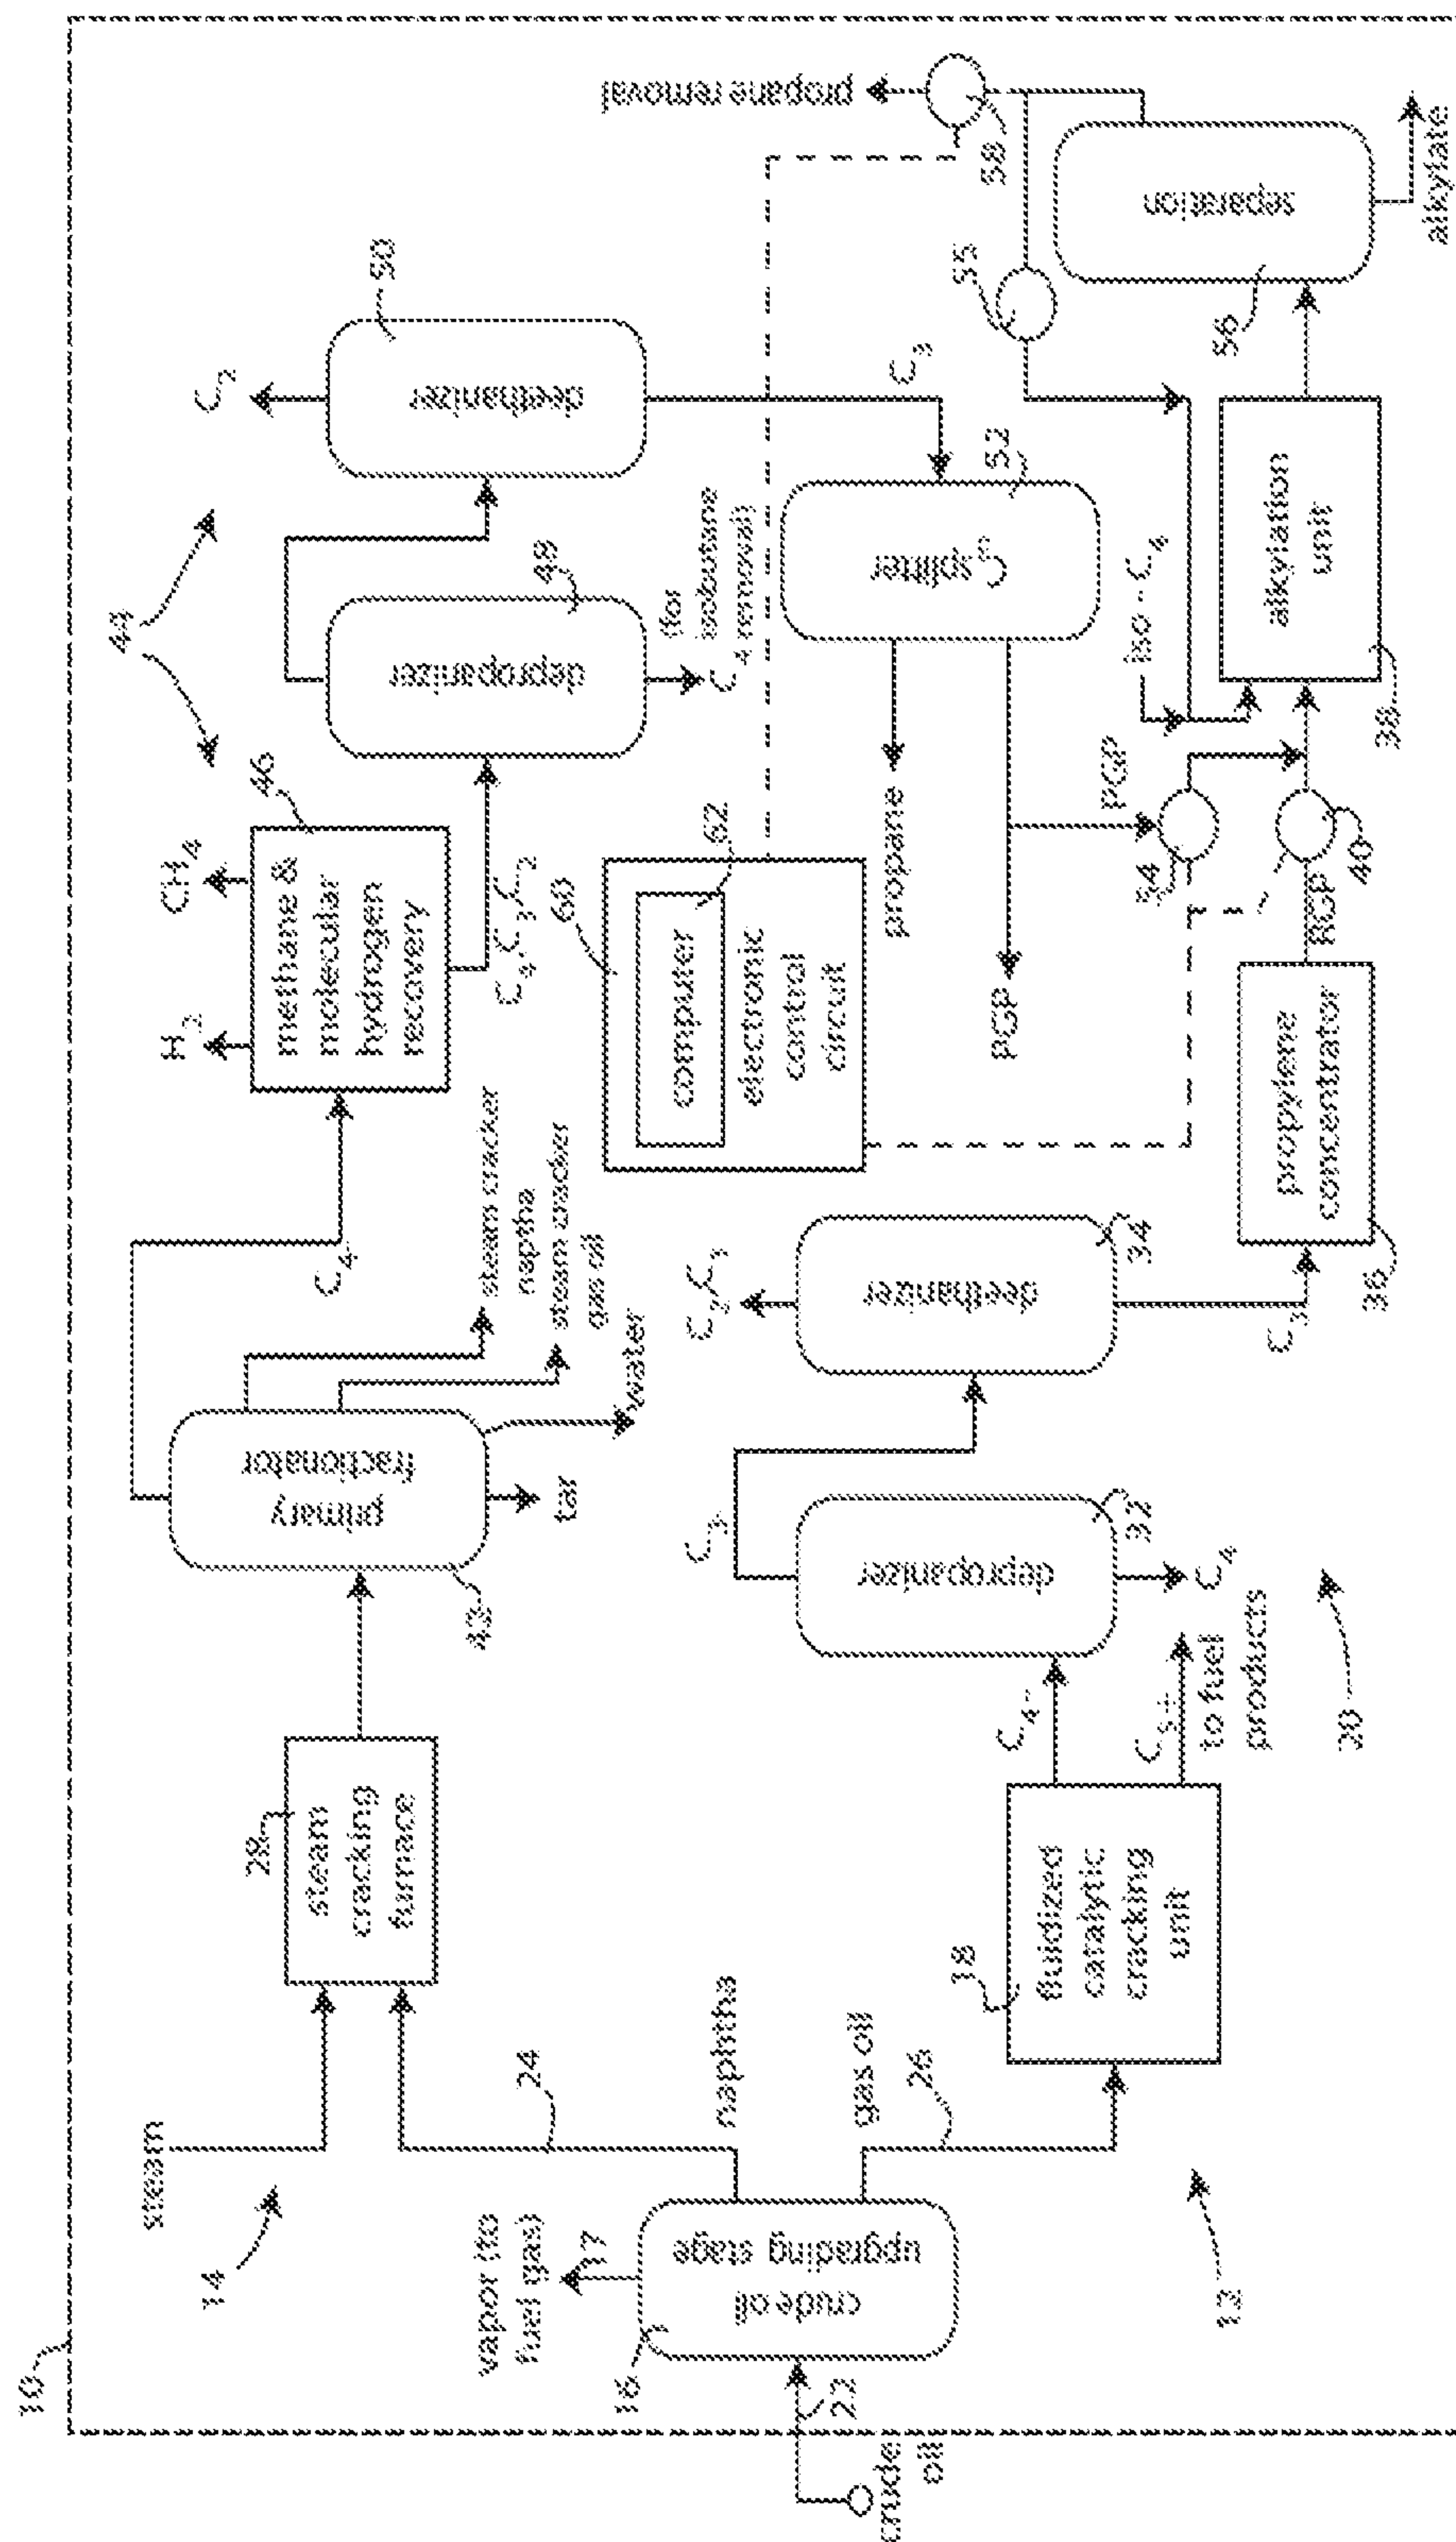 10
crude
oil
22
16
crude oil
upgrading stage
17
vapor (to
fuel gas)
14
steam
24
naphtha
gas oil
26
12
28
steam
cracking
furnace
18
fluidized
catalytic
cracking
unit
C4-
C5+
to fuel
products
20
primary
fractionator
tar
water
steam cracker
naptha
steam cracker
gas oil
C4-
depropanizer
32
C4
C3-
deethanizer
34
C2/C1
C3
36
propylene
concentrator
RGP
40
H2
CH4
46
methane &
molecular
hydrogen
recovery
C4,C3/C2
44
depropanizer
48
C4
(for
isobutane
removal)
deethanizer
50
C2
C3
C3 splitter
52
propane
PGP
PGP
54
60
62
computer
electronic
control
circuit
iso-C4
alkylation
unit
38
55
separation
56
58
propane removal
alkylate